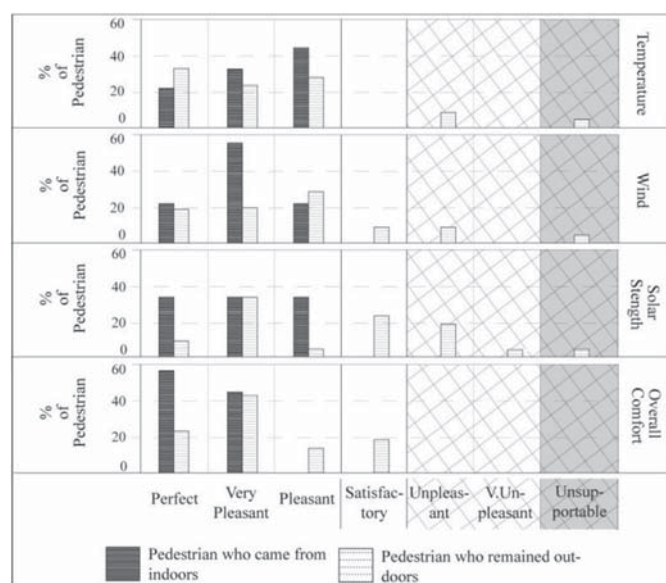 60
40
20
0
% of Pedestrian
Temperature
60
40
20
0
% of Pedestrian
Wind
60
40
20
0
% of Pedestrian
Solar
Stength
60
40
20
0
% of Pedestrian
Overall
Comfort
Perfect
Very
Pleasant
Pleasant
Satisfac-
tory
Unpleas-
ant
V.Un-
pleasant
Unsup-
portable
Pedestrian who came from
indoors
Pedestrian who remained out-
doors